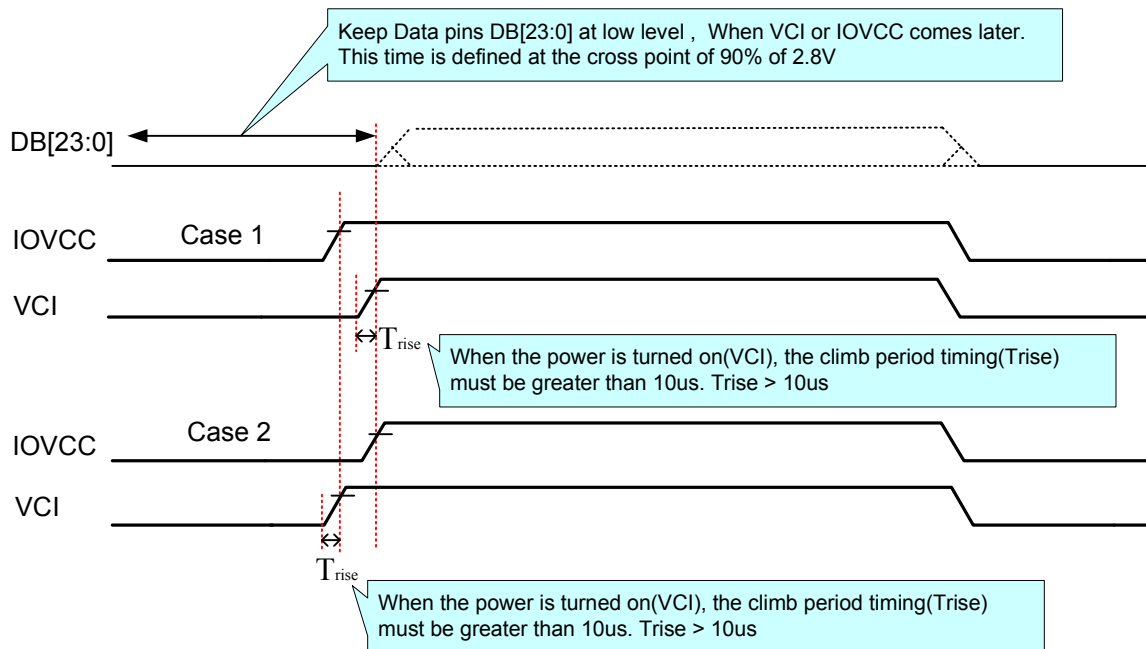 Keep Data pins DB[23:0] at low level , When VCI or IOVCC comes later.
This time is defined at the cross point of 90% of 2.8V
DB[23:0]
IOVCC
Case 1
VCI
Trise
When the power is turned on(VCI), the climb period timing(Trise)
must be greater than 10us. Trise > 10us
IOVCC
Case 2
VCI
Trise
When the power is turned on(VCI), the climb period timing(Trise)
must be greater than 10us. Trise > 10us